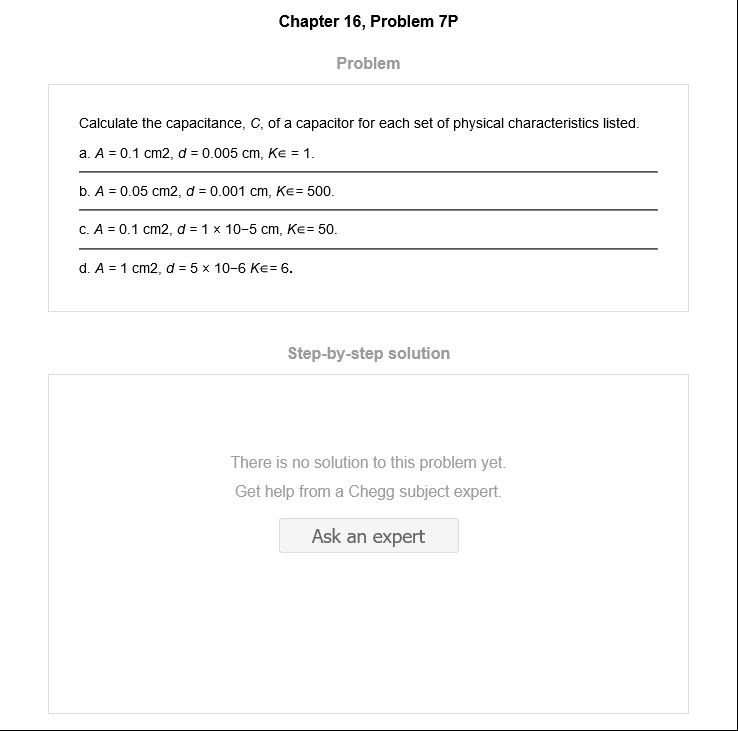 Chapter 16, Problem 7P
Problem
Calculate the capacitance, C, of a capacitor for each set of physical characteristics listed.
a. A = 0.1 cm2, d = 0.005 cm, K∊ = 1.
b. A = 0.05 cm2, d = 0.001 cm, K∊= 500.
c. A = 0.1 cm2, d = 1 × 10−5 cm, K∊= 50.
d. A = 1 cm2, d = 5 × 10−6 K∊= 6.
Step-by-step solution
There is no solution to this problem yet.
Get help from a Chegg subject expert.
Ask an expert